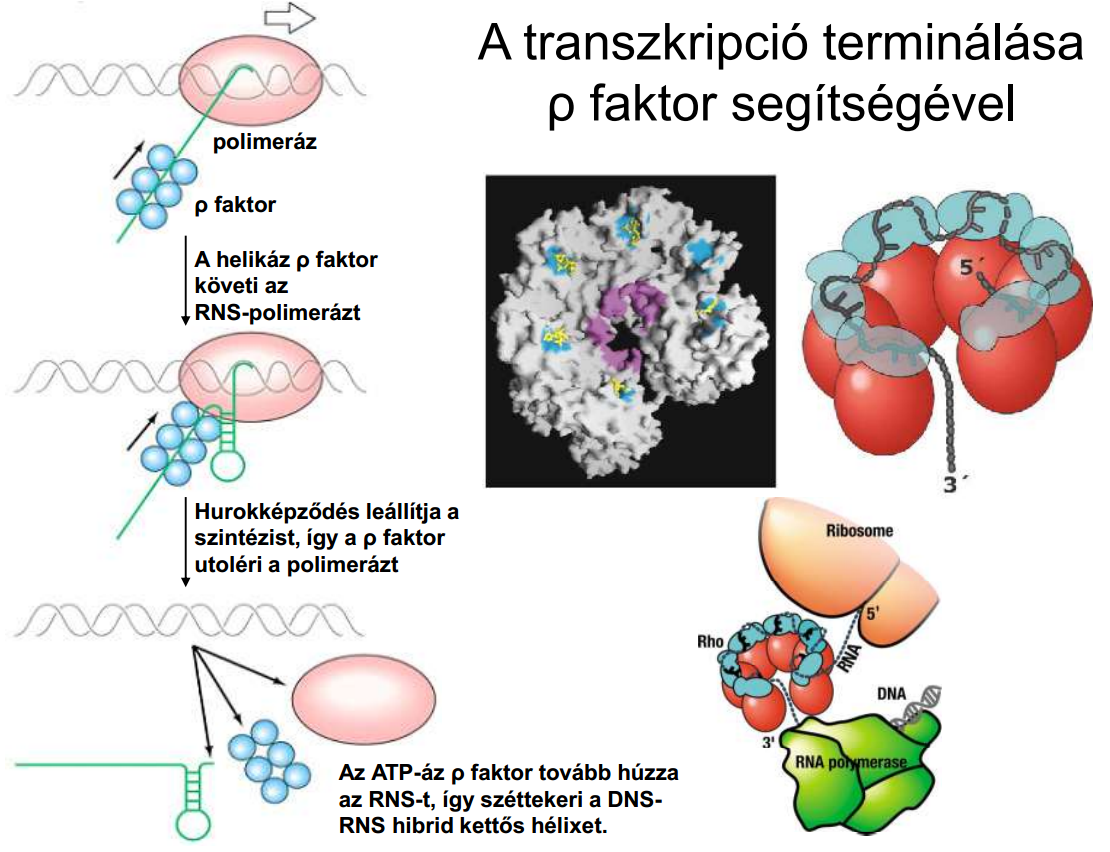 A transzkripció terminálása
ρ faktor segítségével
polimeráz
ρ faktor
A helikáz ρ faktor
követi az
RNS-polimerázt
Hurokképződés leállítja a
szintézist, így a ρ faktor
utoléri a polimerázt
Az ATP-áz ρ faktor tovább húzza
az RNS-t, így széttekeri a DNS-
RNS hibrid kettős hélixet.
5´
3´
Ribosome
5'
Rho
RNA
DNA
3'
RNA polymerase